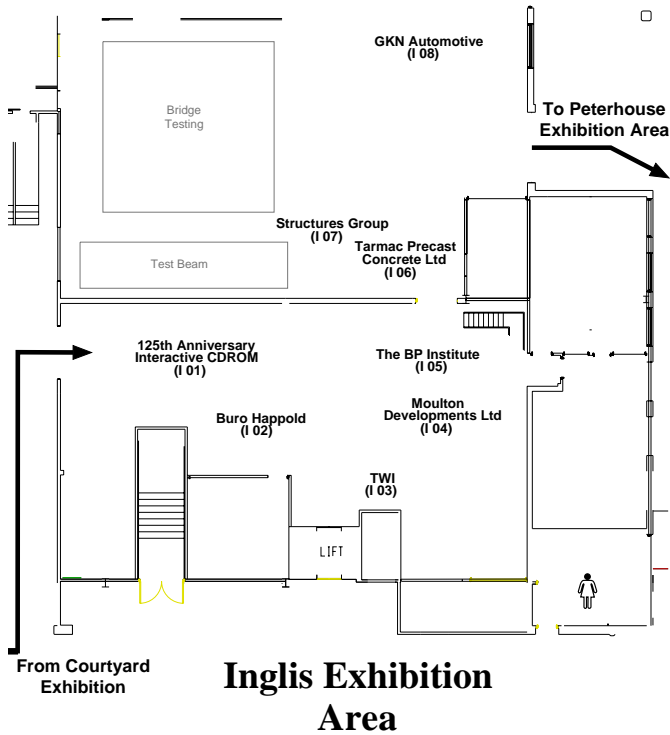 GKN Automotive
(I 08)
Bridge
Testing
To Peterhouse
Exhibition Area
Structures Group
(I 07)
Tarmac Precast
Concrete Ltd
(I 06)
Test Beam
125th Anniversary
Interactive CDROM
(I 01)
The BP Institute
(I 05)
Moulton
Developments Ltd
(I 04)
Buro Happold
(I 02)
TWI
(I 03)
LIFT
From Courtyard
Exhibition
Inglis Exhibition
Area